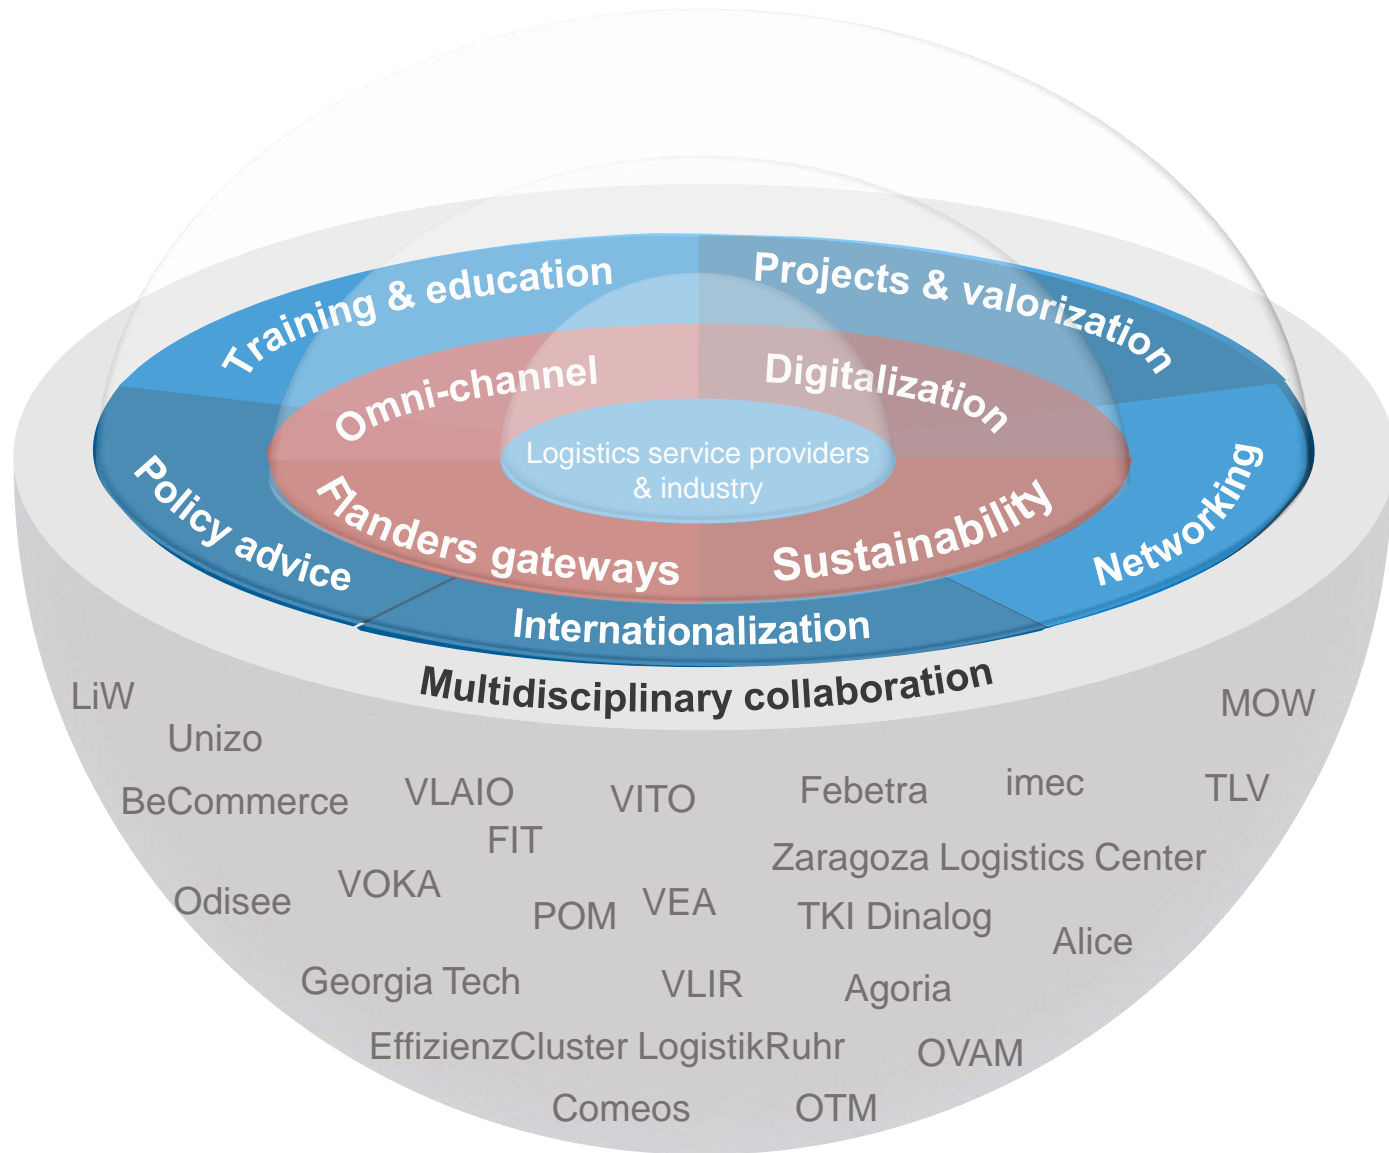 Training & education
Projects & valorization
Omni-channel
Digitalization
Logistics service providers
& industry
Policy advice
Flanders gateways
Sustainability
Networking
Internationalization
Multidisciplinary collaboration
LiW
MOW
Unizo
BeCommerce
VLAIO
VITO
Febetra
imec
TLV
FIT
Zaragoza Logistics Center
Odisee
VOKA
POM
VEA
TKI Dinalog
Alice
Georgia Tech
VLIR
Agoria
EffizienzCluster LogistikRuhr
OVAM
Comeos
OTM